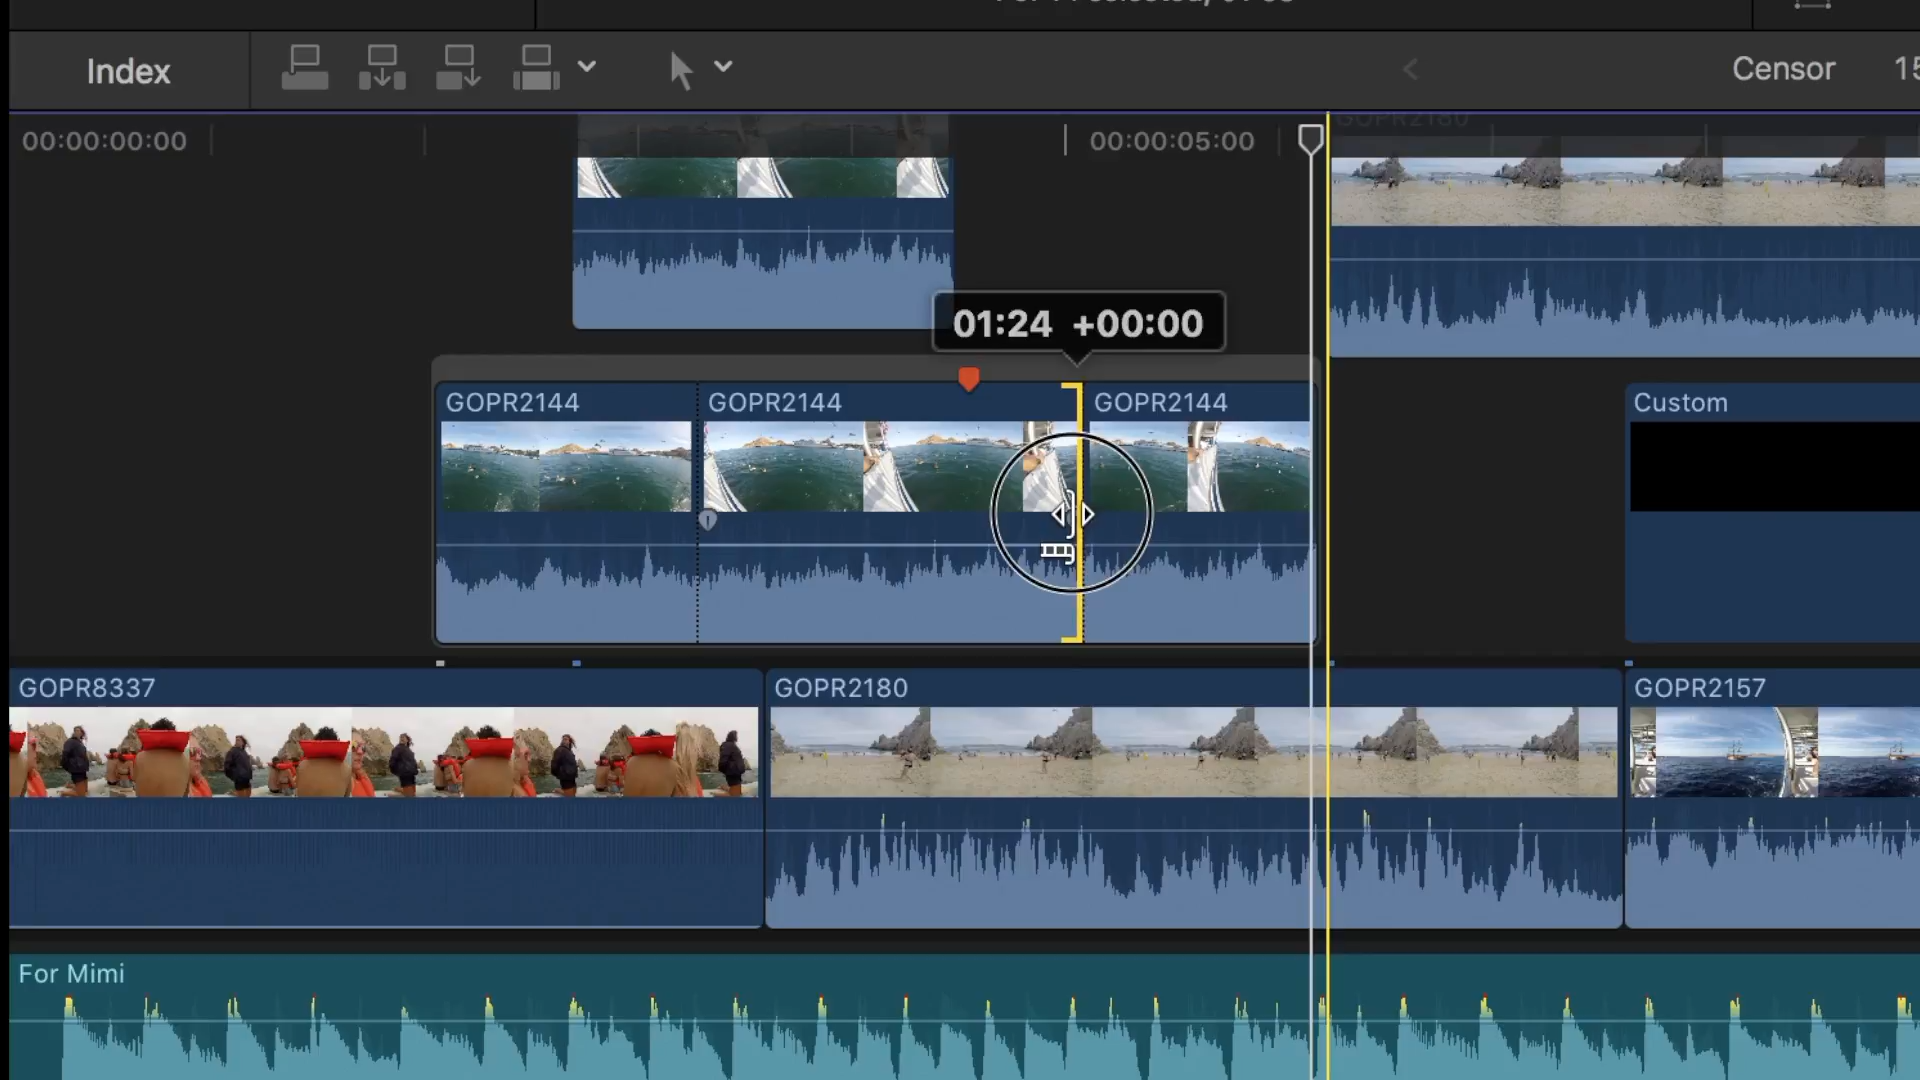 Index
Censor
00:00:00:00
00:00:05:00
GOPR2180
01:24 +00:00
GOPR2144
GOPR2144
GOPR2144
Custom
GOPR8337
GOPR2180
GOPR2157
For Mimi